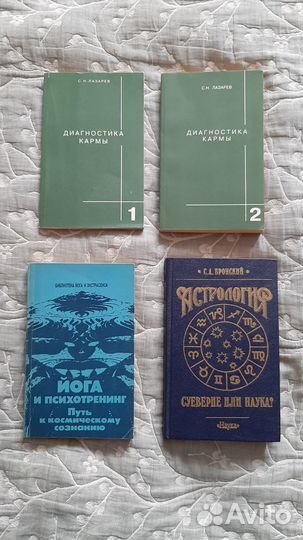 С.Н. ЛАЗАРЕВ
ДИАГНОСТИКА
КАРМЫ
1
С.Н. ЛАЗАРЕВ
ДИАГНОСТИКА
КАРМЫ
2
БИБЛИОТЕКА ЙОГА И ЭКСТРАСЕНСА
ЙОГА
И ПСИХОТРЕНИНГ
Путь
к космическому
сознанию
С.А. ВРОНСКИЙ
АСТРОЛОГИЯ
СУЕВЕРИЕ ИЛИ НАУКА?
«Наука»
Avito